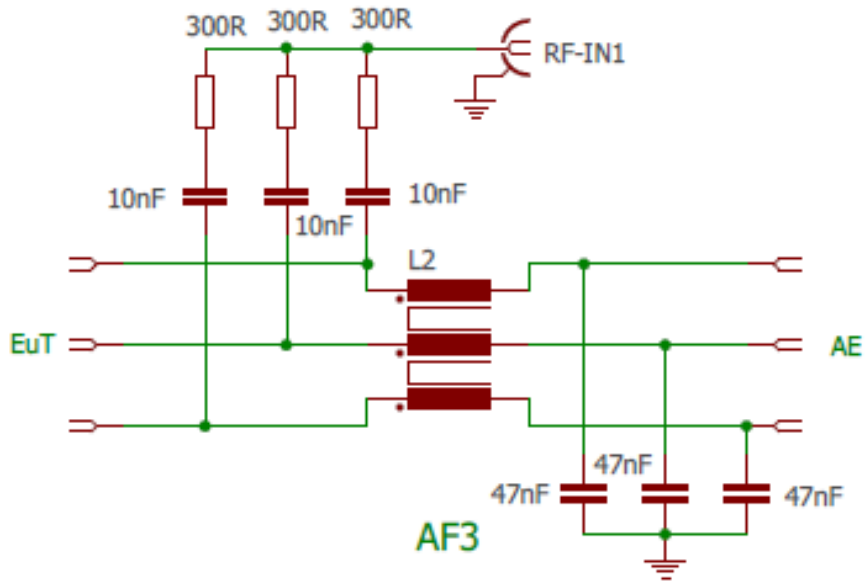 300R 300R 300R
RF-IN1
10nF 10nF
10nF
L2
EuT AE
47nF
47nF 47nF
AF3